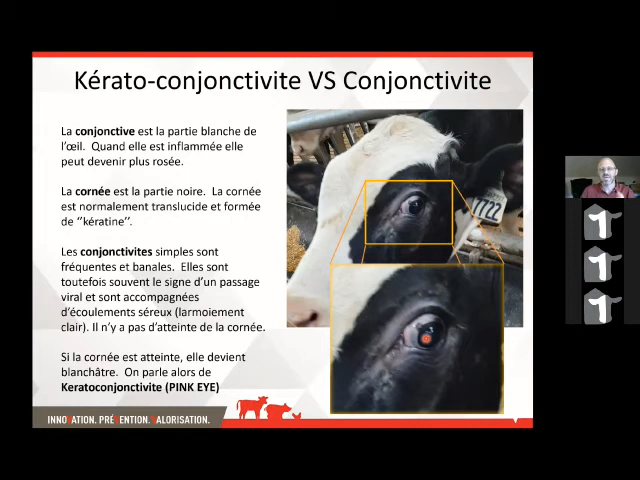 Kérato-conjonctivite VS Conjonctivite
La conjonctive est la partie blanche de
l'œil. Quand elle est inflammée elle
peut devenir plus rosée.
La cornée est la partie noire. La cornée
est normalement translucide et formée
de ''kératine''.
Les conjonctivites simples sont
fréquentes et banales. Elles sont
toutefois souvent le signe d'un passage
viral et sont accompagnées
d'écoulements séreux (larmoiement
clair). Il n'y a pas d'atteinte de la cornée.
Si la cornée est atteinte, elle devient
blanchâtre. On parle alors de
Keratoconjonctivite (PINK EYE)
7722
INNOVATION. PRÉVENTION. VALORISATION.